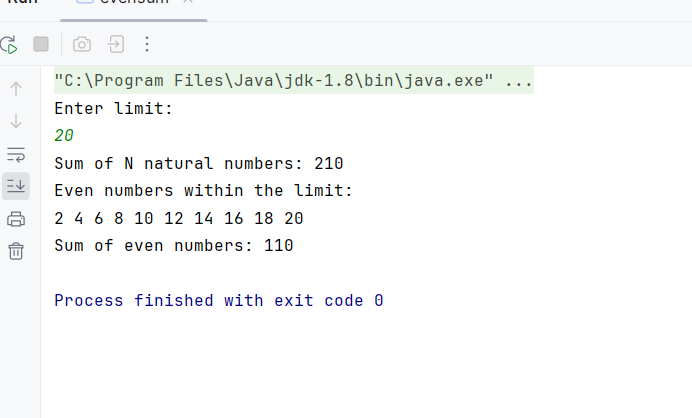 Run evensum
"C:\Program Files\Java\jdk-1.8\bin\java.exe" ...
Enter limit:
20
Sum of N natural numbers: 210
Even numbers within the limit:
2 4 6 8 10 12 14 16 18 20
Sum of even numbers: 110
Process finished with exit code 0